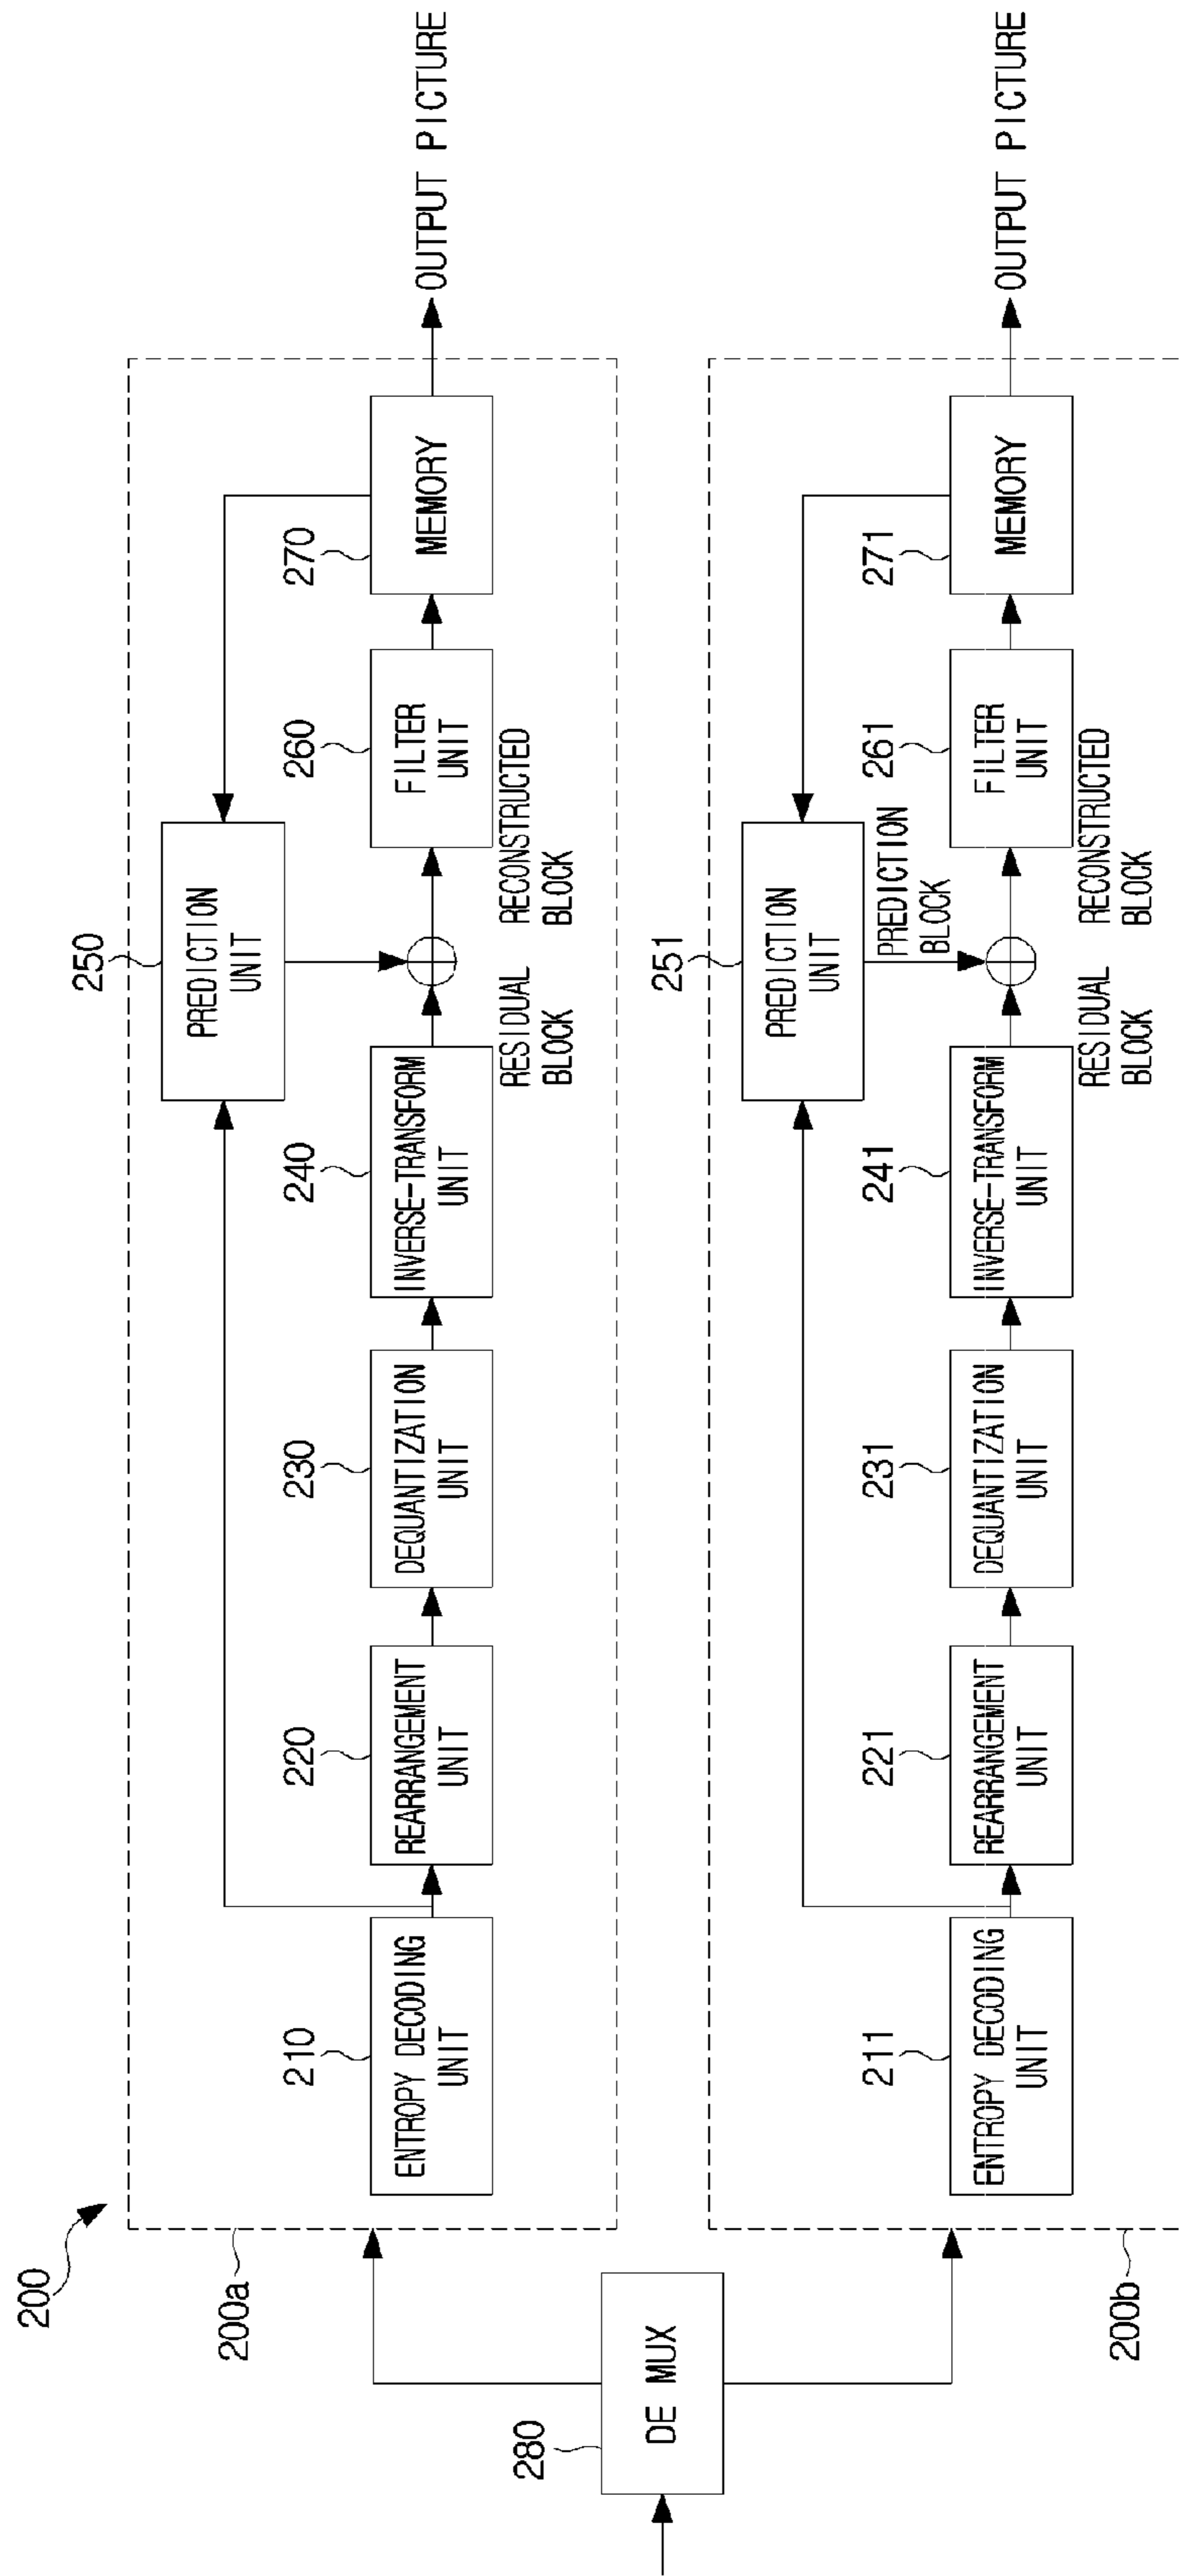 200
200a
250
PREDICTION
UNIT
210
ENTROPY DECODING
UNIT
220
REARRANGEMENT
UNIT
230
DEQUANTIZATION
UNIT
240
INVERSE-TRANSFORM
UNIT
RESIDUAL
BLOCK
RECONSTRUCTED
BLOCK
260
FILTER
UNIT
270
MEMORY
OUTPUT PICTURE
280
DE MUX
200b
251
PREDICTION
UNIT
PREDICTION
BLOCK
211
ENTROPY DECODING
UNIT
221
REARRANGEMENT
UNIT
231
DEQUANTIZATION
UNIT
241
INVERSE-TRANSFORM
UNIT
RESIDUAL
BLOCK
RECONSTRUCTED
BLOCK
261
FILTER
UNIT
271
MEMORY
OUTPUT PICTURE